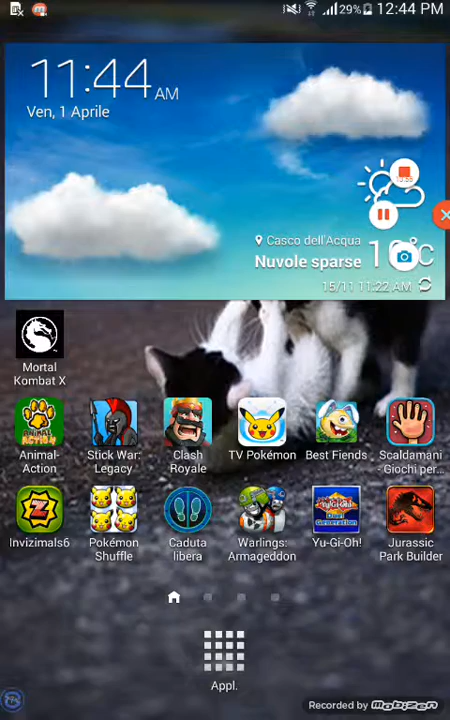 29% 12:44 PM
11:44 AM
Ven, 1 Aprile
Casco dell'Acqua
Nuvole sparse
15/11 11:22 AM
Mortal
Kombat X
Animal-
Action
Stick War:
Legacy
Clash
Royale
TV Pokémon
Best Fiends
Scaldamani
- Giochi per...
Invizimals6
Pokémon
Shuffle
Caduta
libera
Warlings:
Armageddon
Yu-Gi-Oh!
Jurassic
Park Builder
Appl.
Recorded by Mobizen